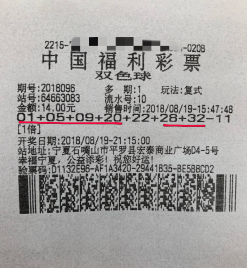 2215-
-0208
中国福利彩票
双色球
期号:2018096 多期:1 玩法:复式
站号:64663083 流水号:10
金额:14.00元 销售时间:2018/08/19-15:47:48
01+05+09+20+22+28+32-11
[1倍]
开奖日期:2018/08/19-21:15:00
站地址:宁夏石嘴山市平罗县宏泰商业广场D4-5号
幸福宁夏,公益添彩!祝您好运!
验票码:D1132E96-AF1A3420-29441B35-BE5B8CD2